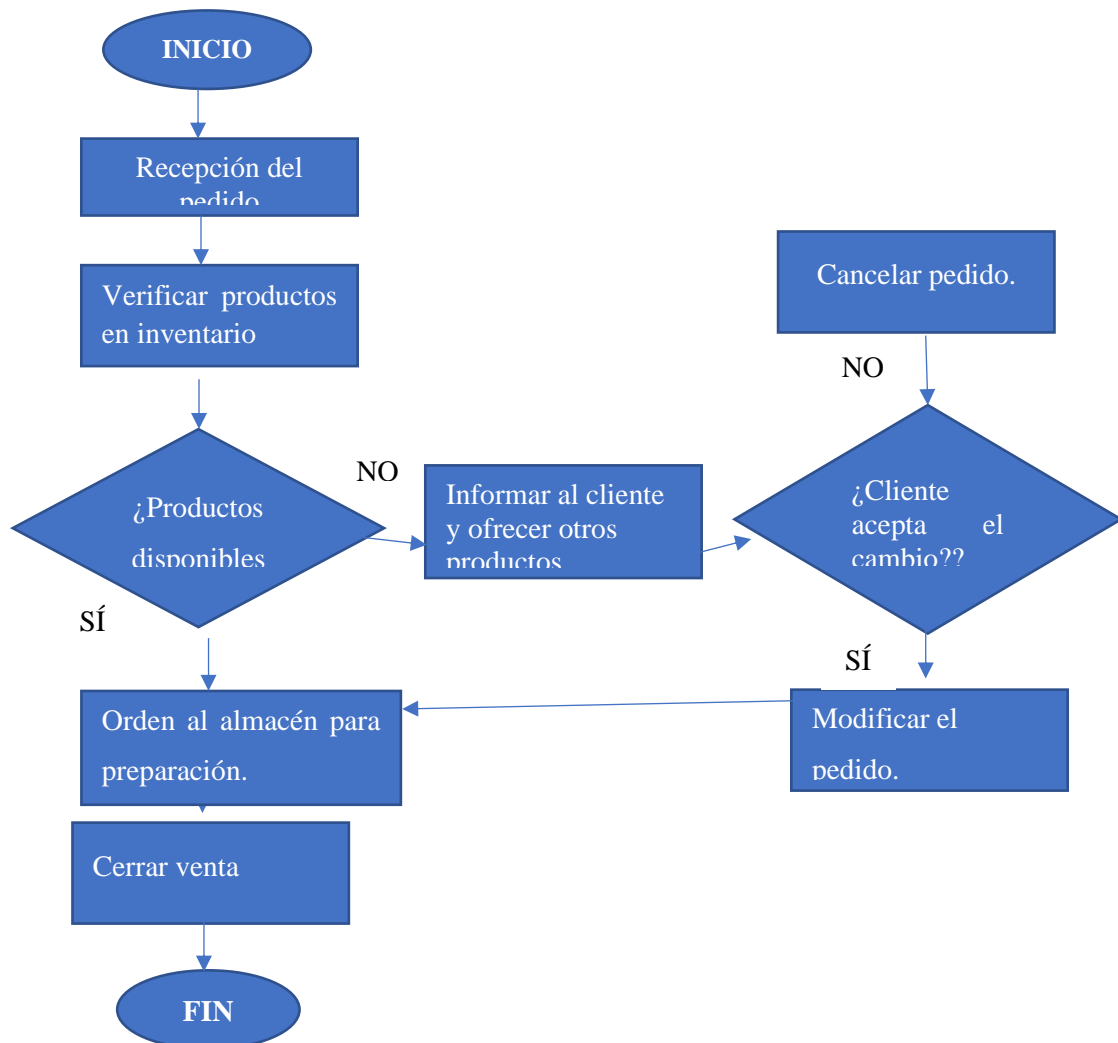 INICIO
Recepción del
pedido
Verificar productos
en inventario
Cancelar pedido.
NO
¿Productos
disponibles
NO
Informar al cliente
y ofrecer otros
productos
¿Cliente
acepta el
cambio??
SÍ
SÍ
Orden al almacén para
preparación.
Modificar el
pedido.
Cerrar venta
FIN